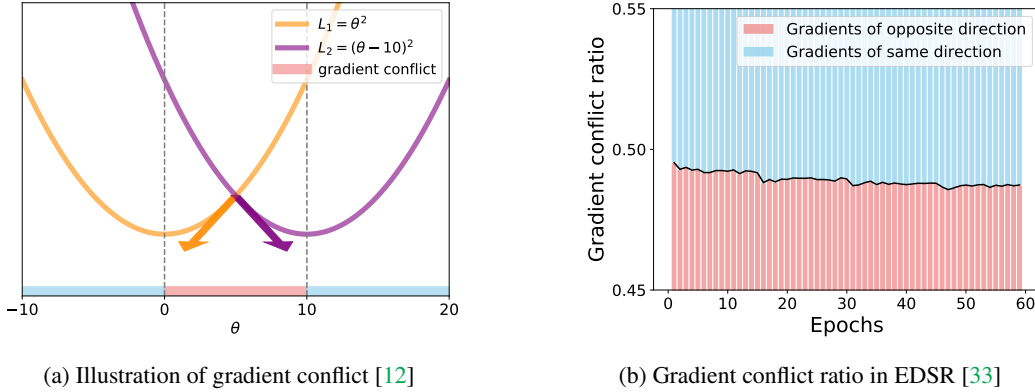 L₁ = θ²
L₂ = (θ − 10)²
gradient conflict
−10 0 10 20
θ
(a) Illustration of gradient conflict [12]
0.55
0.50
0.45
Gradient conflict ratio
Gradients of opposite direction
Gradients of same direction
0 10 20 30 40 50 60
Epochs
(b) Gradient conflict ratio in EDSR [33]